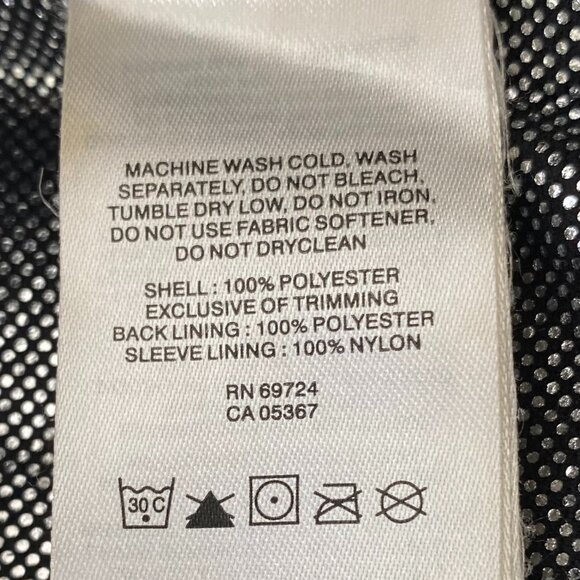 MACHINE WASH COLD, WASH
SEPARATELY, DO NOT BLEACH,
TUMBLE DRY LOW, DO NOT IRON,
DO NOT USE FABRIC SOFTENER,
DO NOT DRYCLEAN
SHELL : 100% POLYESTER
EXCLUSIVE OF TRIMMING
BACK LINING : 100% POLYESTER
SLEEVE LINING : 100% NYLON
RN 69724
CA 05367
30 C